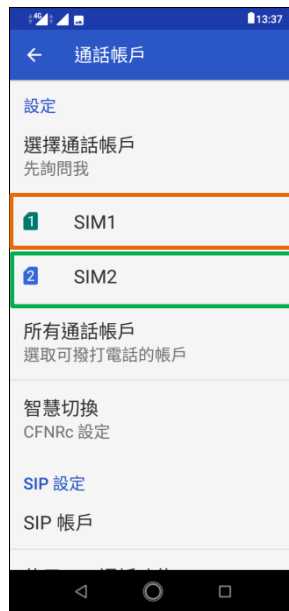 4G
13:37
通話帳戶
設定
選擇通話帳戶
先詢問我
1 SIM1
2 SIM2
所有通話帳戶
選取可撥打電話的帳戶
智慧切換
CFNRc 設定
SIP 設定
SIP 帳戶